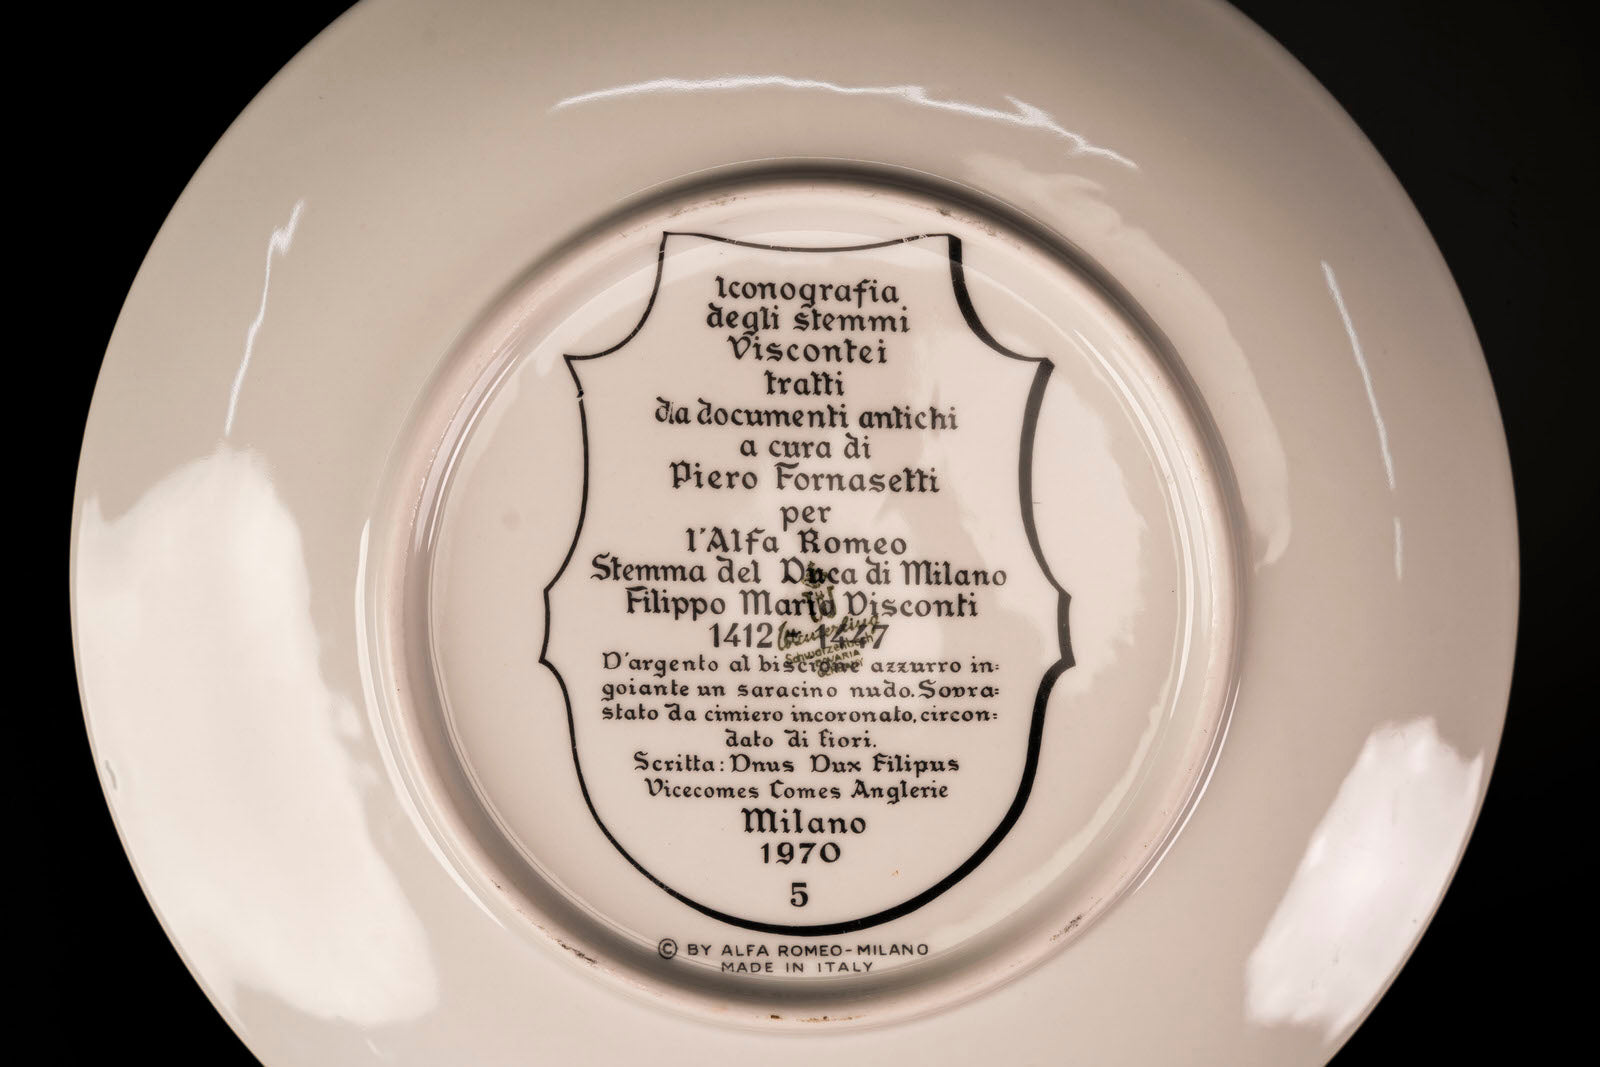 Iconografia
degli stemmi
Viscontei
tratti
da documenti antichi
a cura di
Piero Fornasetti
per
l'Alfa Romeo
Stemma del Duca di Milano
Filippo Maria Visconti
1412 - 1447
D'argento al biscione azzurro in=
goiante un saracino nudo. Sovra=
stato da cimiero incoronato, circon=
dato di fiori.
Scritta: Dnus Dux Filipus
Vicecomes Comes Anglerie
Milano
1970
5
© BY ALFA ROMEO-MILANO
MADE IN ITALY
Schwarzenbach
BAVARIA
GERMANY